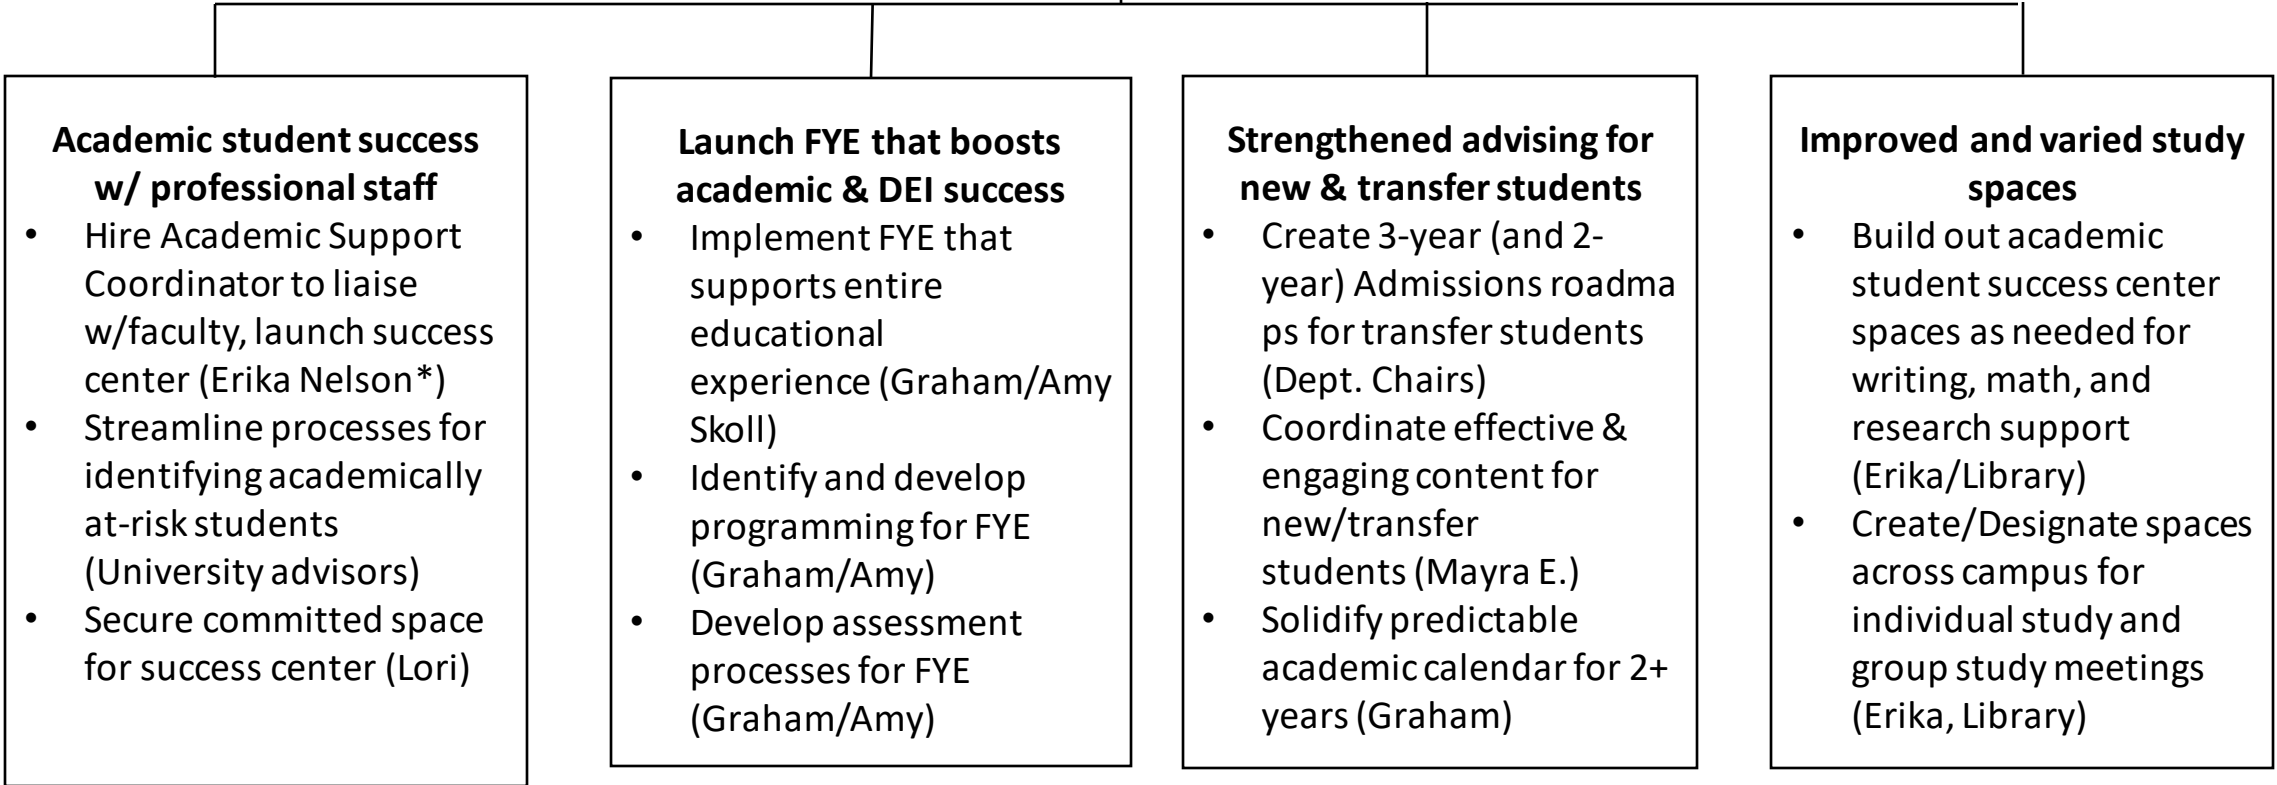 Academic student success
w/ professional staff
• Hire Academic Support
Coordinator to liaise
w/faculty, launch success
center (Erika Nelson*)
• Streamline processes for
identifying academically
at-risk students
(University advisors)
• Secure committed space
for success center (Lori)
Launch FYE that boosts
academic & DEI success
• Implement FYE that
supports entire
educational
experience (Graham/Amy
Skoll)
• Identify and develop
programming for FYE
(Graham/Amy)
• Develop assessment
processes for FYE
(Graham/Amy)
Strengthened advising for
new & transfer students
• Create 3-year (and 2-
year) Admissions roadma
ps for transfer students
(Dept. Chairs)
• Coordinate effective &
engaging content for
new/transfer
students (Mayra E.)
• Solidify predictable
academic calendar for 2+
years (Graham)
Improved and varied study
spaces
• Build out academic
student success center
spaces as needed for
writing, math, and
research support
(Erika/Library)
• Create/Designate spaces
across campus for
individual study and
group study meetings
(Erika, Library)